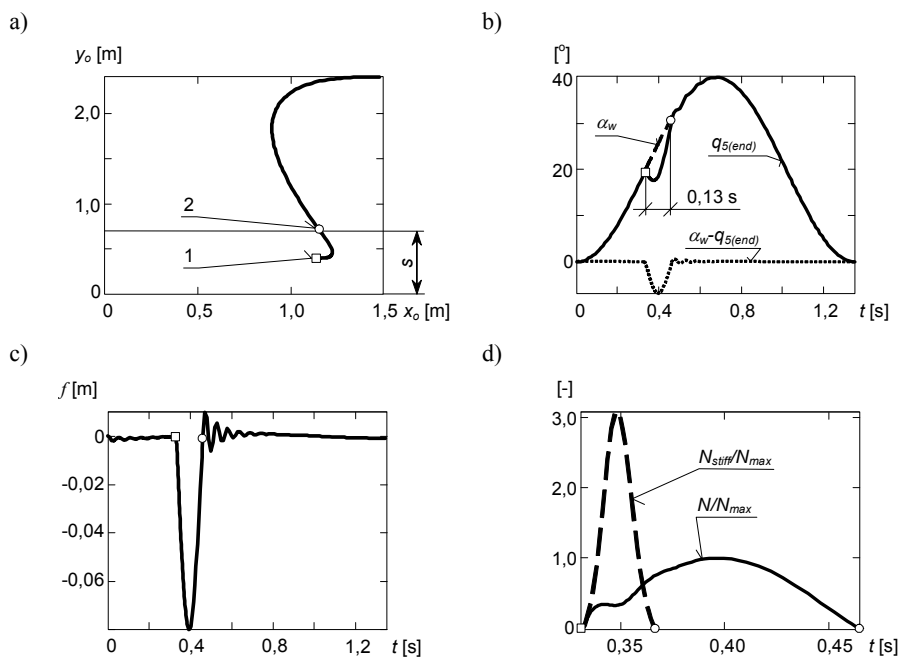 a)
y_o [m]
2,0
1,0
0
2
1
s
0 0,5 1,0 1,5 x_o [m]
b)
[°]
40
20
0
α_w
q_5(end)
0,13 s
α_w-q_5(end)
0 0,4 0,8 1,2 t [s]
c)
f [m]
0
-0,02
-0,04
-0,06
0 0,4 0,8 1,2 t [s]
d)
[-]
3,0
2,0
1,0
0
N_stiff/N_max
N/N_max
0,35 0,40 0,45 t [s]